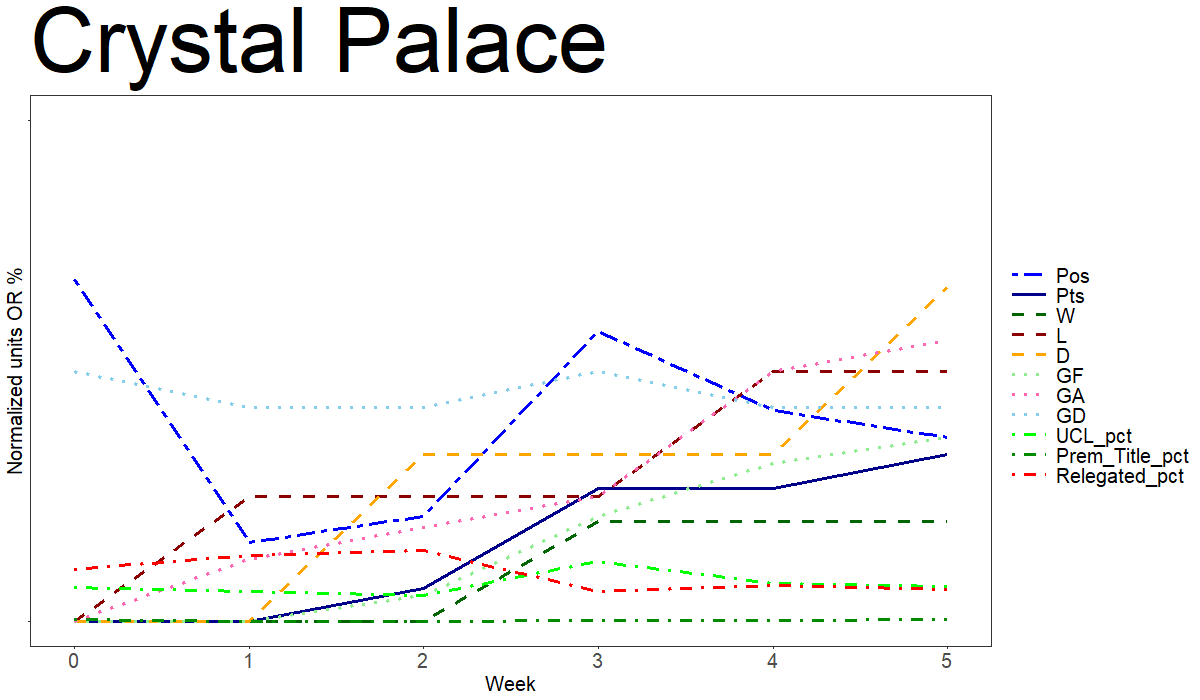 Crystal Palace
Normalized units OR %
Pos
Pts
W
L
D
GF
GA
GD
UCL_pct
Prem_Title_pct
Relegated_pct
0 1 2 3 4 5
Week